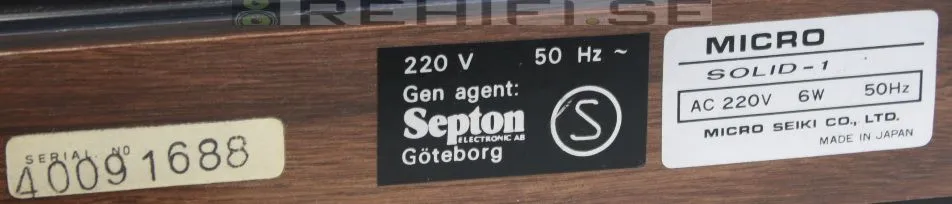 REHIFI.SE
SERIAL NO
40091688
220 V 50 Hz ~
Gen agent:
Septon
ELECTRONIC AB
Göteborg
S
MICRO
SOLID-1
AC 220V 6W 50Hz
MICRO SEIKI CO., LTD.
MADE IN JAPAN